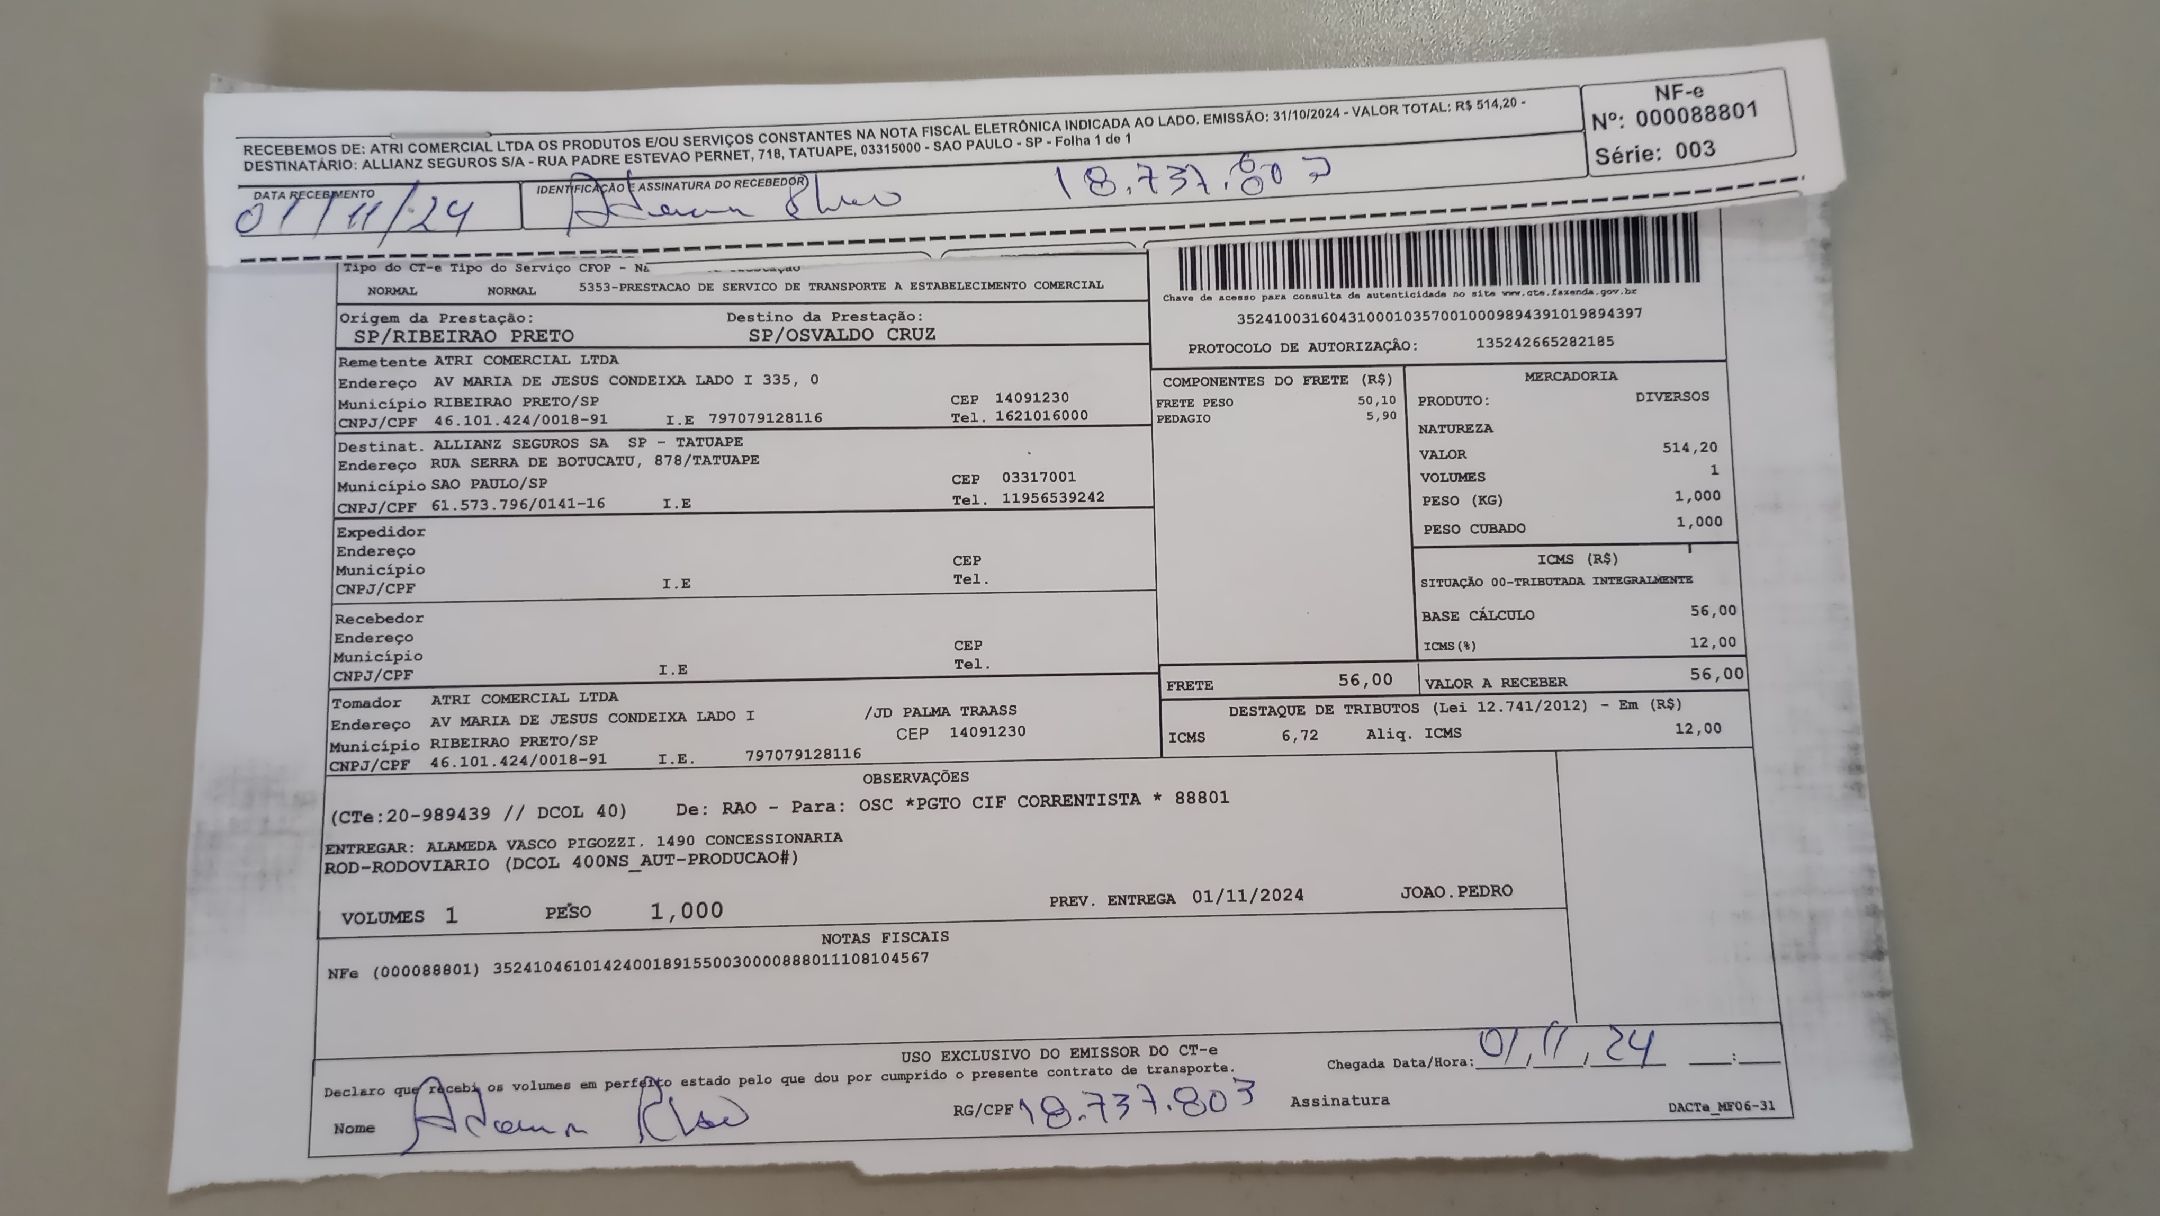 RECEBEMOS DE: ATRI COMERCIAL LTDA OS PRODUTOS E/OU SERVIÇOS CONSTANTES NA NOTA FISCAL ELETRÔNICA INDICADA AO LADO. EMISSÃO: 31/10/2024 - VALOR TOTAL: R$ 514,20 -
DESTINATÁRIO: ALLIANZ SEGUROS S/A - RUA PADRE ESTEVAO PERNET, 718, TATUAPE, 03315000 - SAO PAULO - SP - Folha 1 de 1
NF-e
Nº: 000088801
Série: 003
DATA RECEBIMENTO
01/11/24
IDENTIFICAÇÃO E ASSINATURA DO RECEBEDOR
Tipo do CT-e Tipo do Serviço CFOP -
NORMAL NORMAL 5353-PRESTACAO DE SERVICO DE TRANSPORTE A ESTABELECIMENTO COMERCIAL
Chave de acesso para consulta de autenticidade no site www.cte.fazenda.gov.br
35241003160431000103570010009894391019894397
PROTOCOLO DE AUTORIZAÇÃO: 135242665282185
Origem da Prestação: Destino da Prestação:
SP/RIBEIRAO PRETO SP/OSVALDO CRUZ
Remetente ATRI COMERCIAL LTDA
Endereço AV MARIA DE JESUS CONDEIXA LADO I 335, 0
Município RIBEIRAO PRETO/SP CEP 14091230
CNPJ/CPF 46.101.424/0018-91 I.E 797079128116 Tel. 1621016000
Destinat. ALLIANZ SEGUROS SA SP - TATUAPE
Endereço RUA SERRA DE BOTUCATU, 878/TATUAPE
Município SAO PAULO/SP CEP 03317001
CNPJ/CPF 61.573.796/0141-16 I.E Tel. 11956539242
Expedidor
Endereço
Município CEP
CNPJ/CPF I.E Tel.
Recebedor
Endereço
Município CEP
CNPJ/CPF I.E Tel.
Tomador ATRI COMERCIAL LTDA
Endereço AV MARIA DE JESUS CONDEIXA LADO I /JD PALMA TRAASS
Município RIBEIRAO PRETO/SP CEP 14091230
CNPJ/CPF 46.101.424/0018-91 I.E. 797079128116
COMPONENTES DO FRETE (R$)
FRETE PESO 50,10
PEDAGIO 5,90
MERCADORIA
PRODUTO: DIVERSOS
NATUREZA
VALOR 514,20
VOLUMES 1
PESO (KG) 1,000
PESO CUBADO 1,000
ICMS (R$)
SITUAÇÃO 00-TRIBUTADA INTEGRALMENTE
BASE CÁLCULO 56,00
ICMS(%) 12,00
FRETE 56,00 VALOR A RECEBER 56,00
DESTAQUE DE TRIBUTOS (Lei 12.741/2012) - Em (R$)
ICMS 6,72 Aliq. ICMS 12,00
OBSERVAÇÕES
(CTe:20-989439 // DCOL 40) De: RAO - Para: OSC *PGTO CIF CORRENTISTA * 88801
ENTREGAR: ALAMEDA VASCO PIGOZZI. 1490 CONCESSIONARIA
ROD-RODOVIARIO (DCOL 400NS_AUT-PRODUCAO#)
VOLUMES 1 PESO 1,000 PREV. ENTREGA 01/11/2024 JOAO.PEDRO
NOTAS FISCAIS
NFe (000088801) 35241046101424001891550030000888011108104567
USO EXCLUSIVO DO EMISSOR DO CT-e
Declaro que recebi os volumes em perfeito estado pelo que dou por cumprido o presente contrato de transporte.
Chegada Data/Hora: 01/11/24 __:__
Nome RG/CPF 18.737.803 Assinatura
DACTe_MF06-31